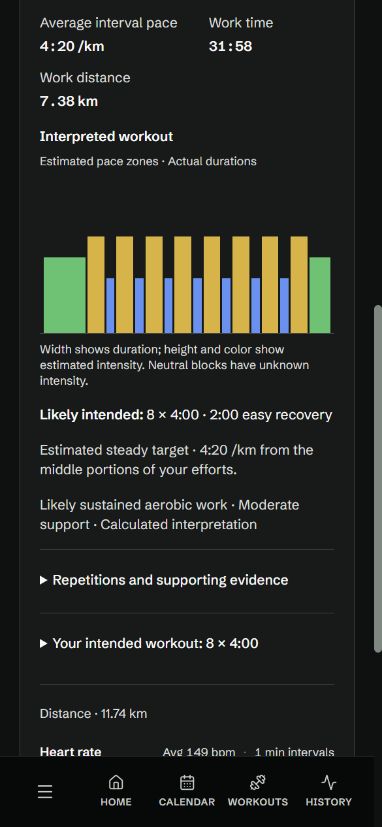 Average interval pace
Work time
4:20 /km
31:58
Work distance
7.38 km
Interpreted workout
Estimated pace zones · Actual durations
Width shows duration; height and color show
estimated intensity. Neutral blocks have unknown
intensity.
Likely intended: 8 × 4:00 · 2:00 easy recovery
Estimated steady target · 4:20 /km from the
middle portions of your efforts.
Likely sustained aerobic work · Moderate
support · Calculated interpretation
Repetitions and supporting evidence
Your intended workout: 8 × 4:00
Distance · 11.74 km
Heart rate
Avg 149 bpm · 1 min intervals
HOME
CALENDAR
WORKOUTS
HISTORY